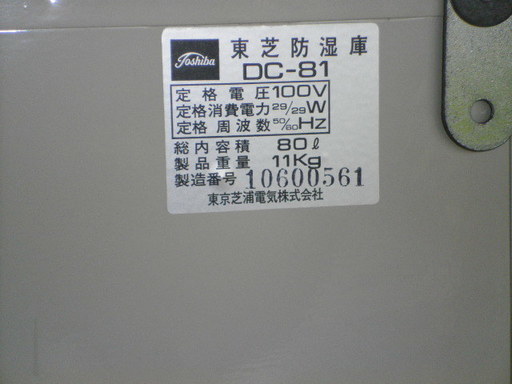 Toshiba
東芝防湿庫
DC-81
定格電圧100V
定格消費電力29/29W
定格周波数50/60Hz
総内容積 80ℓ
製品重量 11Kg
製造番号 10600561
東京芝浦電気株式会社